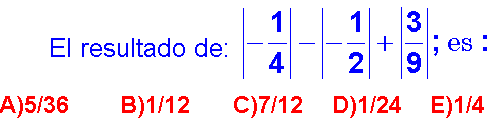 El resultado de: |−1/4|−|−1/2|+|3/9|; es :
A)5/36 B)1/12 C)7/12 D)1/24 E)1/4